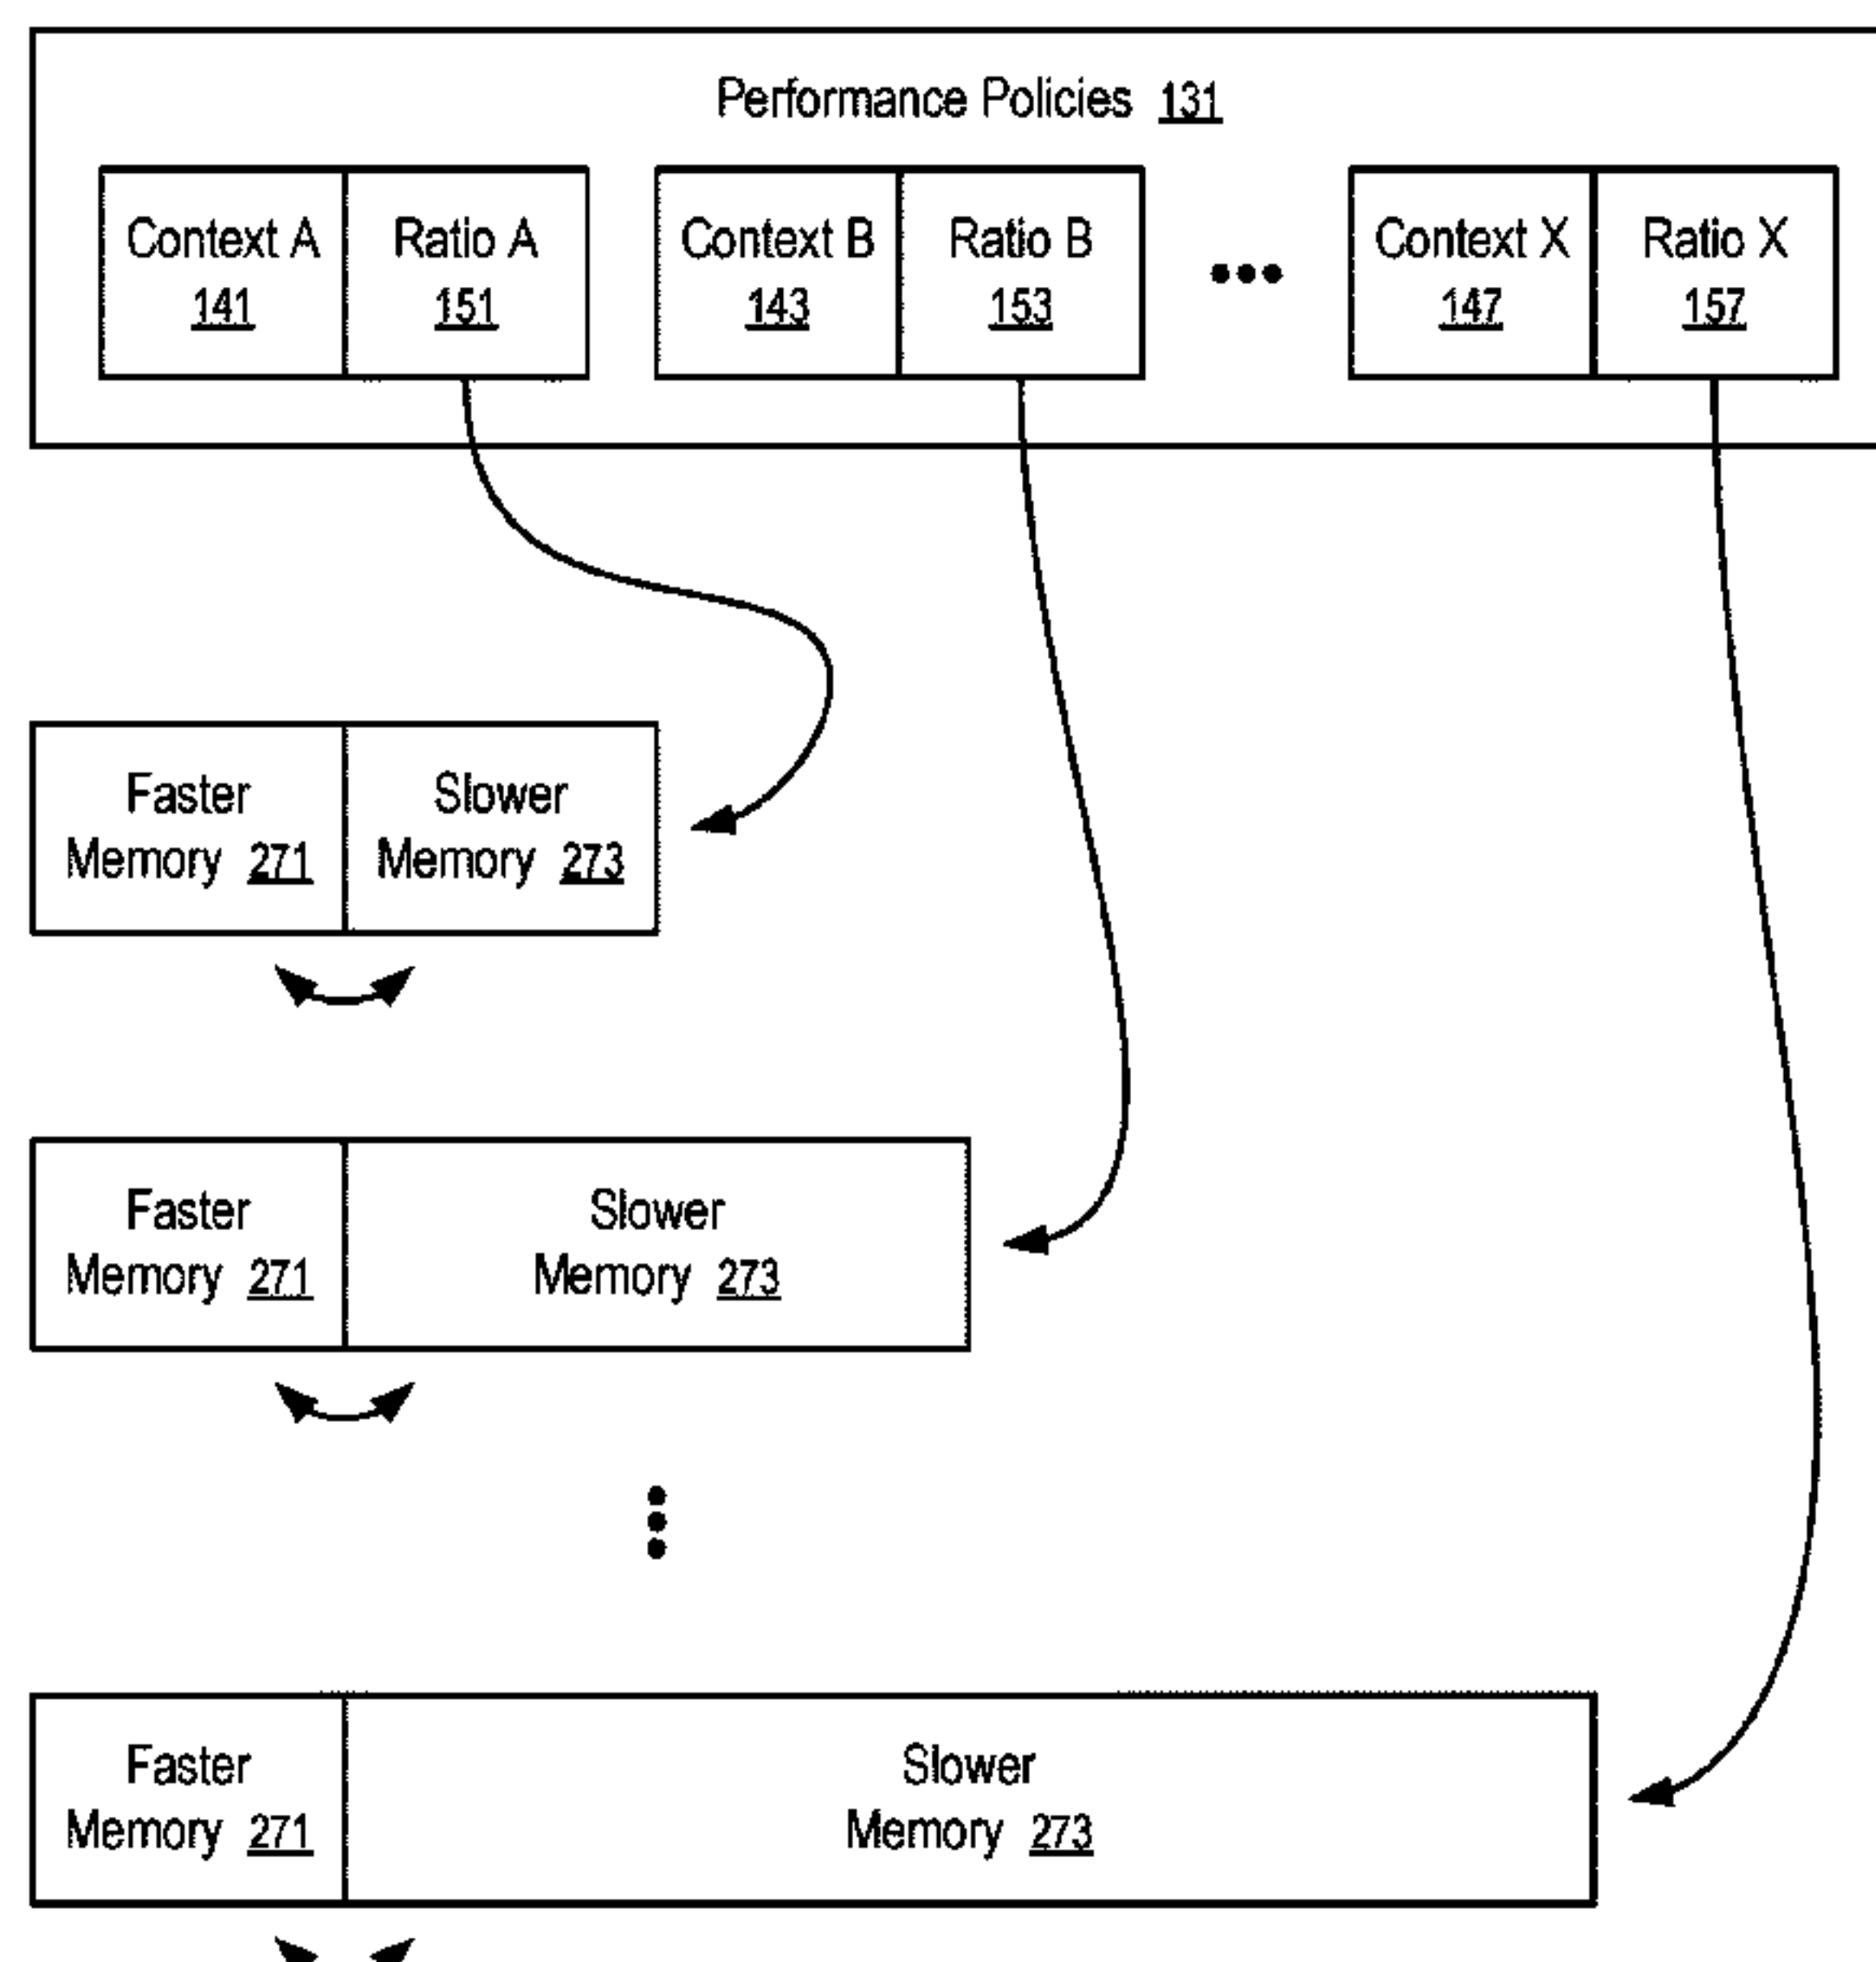 Performance Policies 131
Context A
141
Ratio A
151
Context B
143
Ratio B
153
Context X
147
Ratio X
157
Faster
Memory 271
Slower
Memory 273
Faster
Memory 271
Slower
Memory 273
Faster
Memory 271
Slower
Memory 273